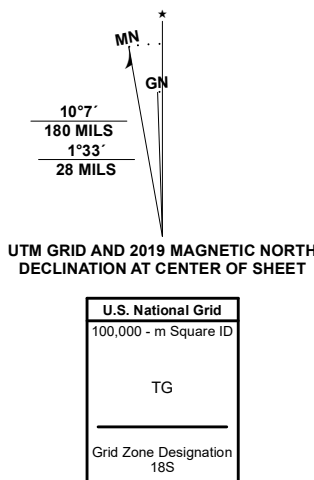 ★
MN
GN
10°7´
180 MILS
1°33´
28 MILS
UTM GRID AND 2019 MAGNETIC NORTH
DECLINATION AT CENTER OF SHEET
U.S. National Grid
100,000 - m Square ID
TG
Grid Zone Designation
18S